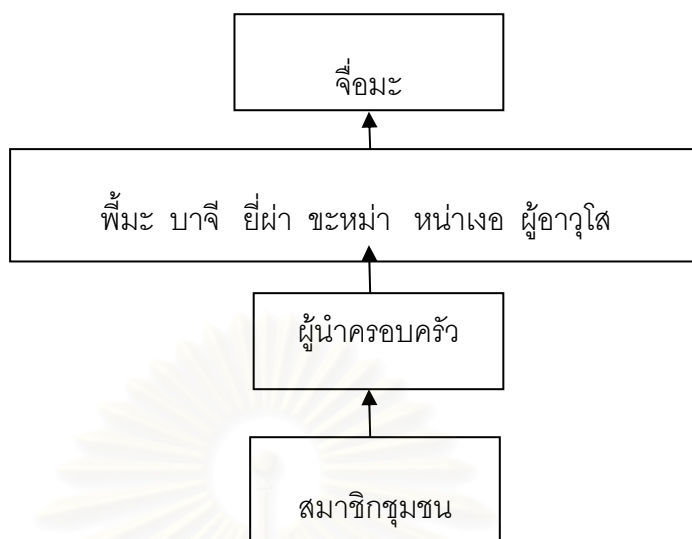 จื่อมะ
พี้มะ บาจี ยี่ผ่า ขะหม่า หน่าเงอ ผู้อาวุโส
ผู้นำครอบครัว
สมาชิกชุมชน